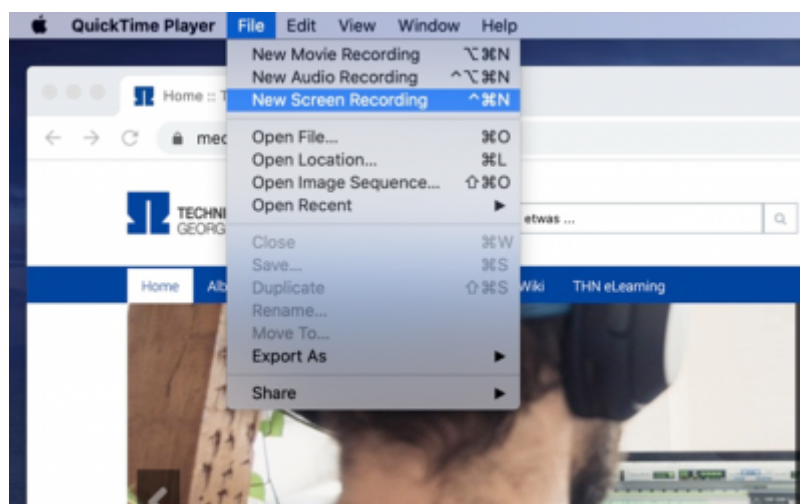 QuickTime Player File Edit View Window Help
New Movie Recording ⌥⌘N
New Audio Recording ^⌥⌘N
New Screen Recording ^⌘N
Open File... ⌘O
Open Location... ⌘L
Open Image Sequence... ⇧⌘O
Open Recent ▶
Close ⌘W
Save... ⌘S
Duplicate ⇧⌘S
Rename...
Move To...
Export As ▶
Share ▶
Home ::
med
TECHNI
GEORG
etwas ...
Home Alb Wiki THN eLearning